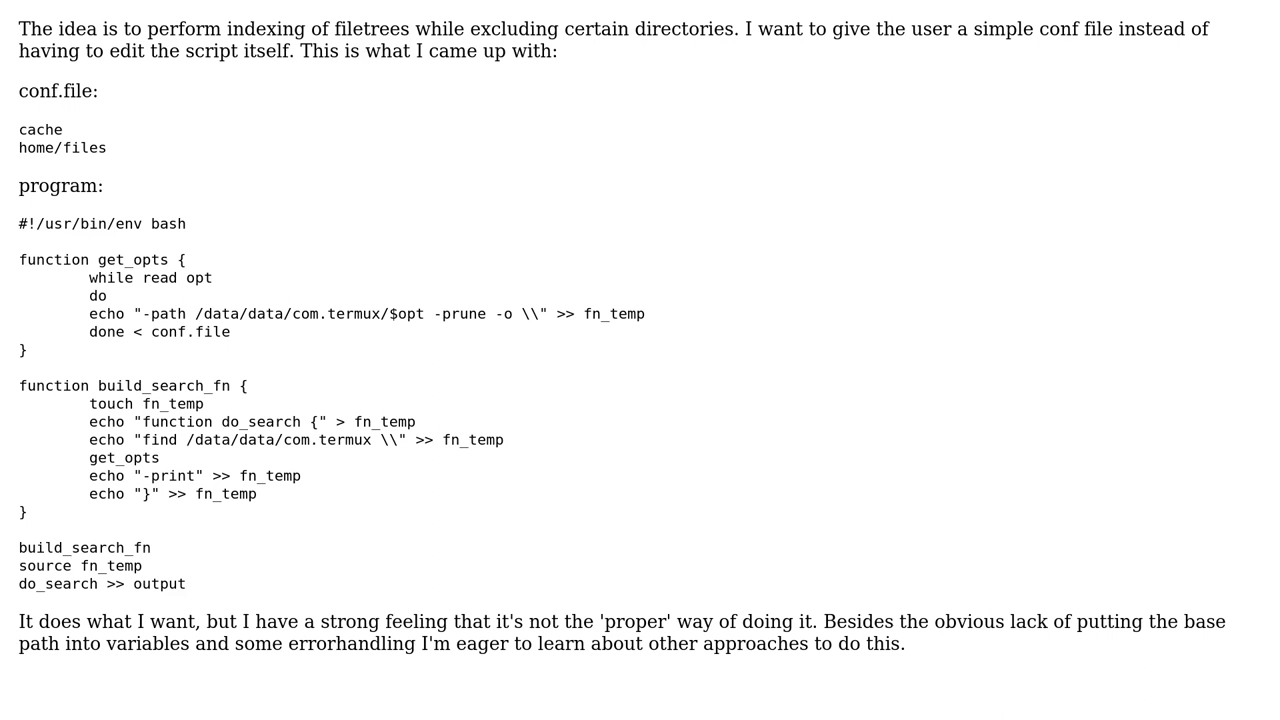 The idea is to perform indexing of filetrees while excluding certain directories. I want to give the user a simple conf file instead of
having to edit the script itself. This is what I came up with:
conf.file:
cache
home/files
program:
#!/usr/bin/env bash
function get_opts {
        while read opt
        do
        echo "-path /data/data/com.termux/$opt -prune -o \\" >> fn_temp
        done < conf.file
}
function build_search_fn {
        touch fn_temp
        echo "function do_search {" > fn_temp
        echo "find /data/data/com.termux \\" >> fn_temp
        get_opts
        echo "-print" >> fn_temp
        echo "}" >> fn_temp
}
build_search_fn
source fn_temp
do_search >> output
It does what I want, but I have a strong feeling that it's not the 'proper' way of doing it. Besides the obvious lack of putting the base
path into variables and some errorhandling I'm eager to learn about other approaches to do this.